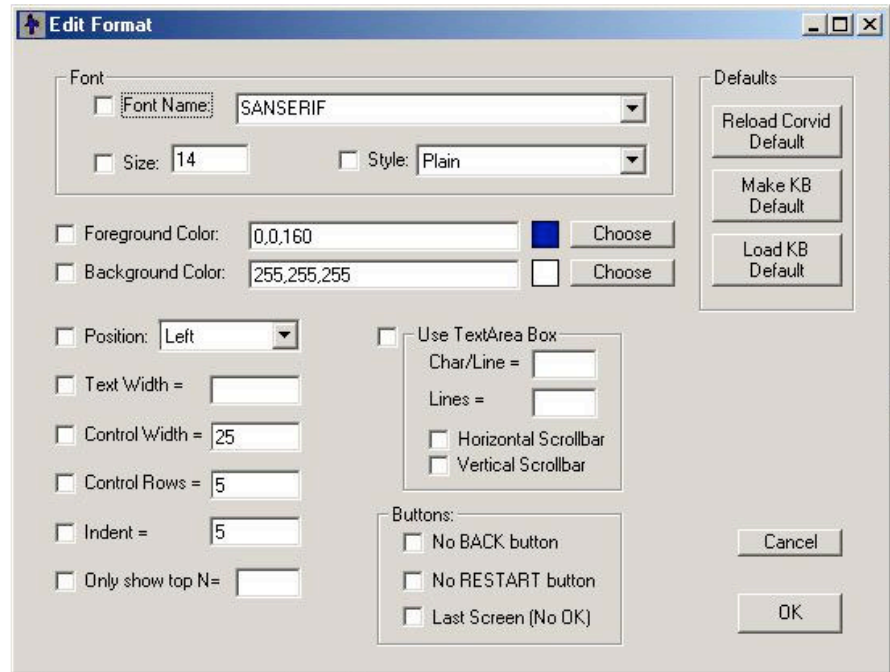 Edit Format
Font
Font Name: SANSERIF
Size: 14 Style: Plain
Defaults
Reload Corvid
Default
Make KB
Default
Load KB
Default
Foreground Color: 0,0,160 Choose
Background Color: 255,255,255 Choose
Position: Left
Text Width =
Control Width = 25
Control Rows = 5
Indent = 5
Only show top N=
Use TextArea Box
Char/Line =
Lines =
Horizontal Scrollbar
Vertical Scrollbar
Buttons:
No BACK button
No RESTART button
Last Screen (No OK)
Cancel
OK